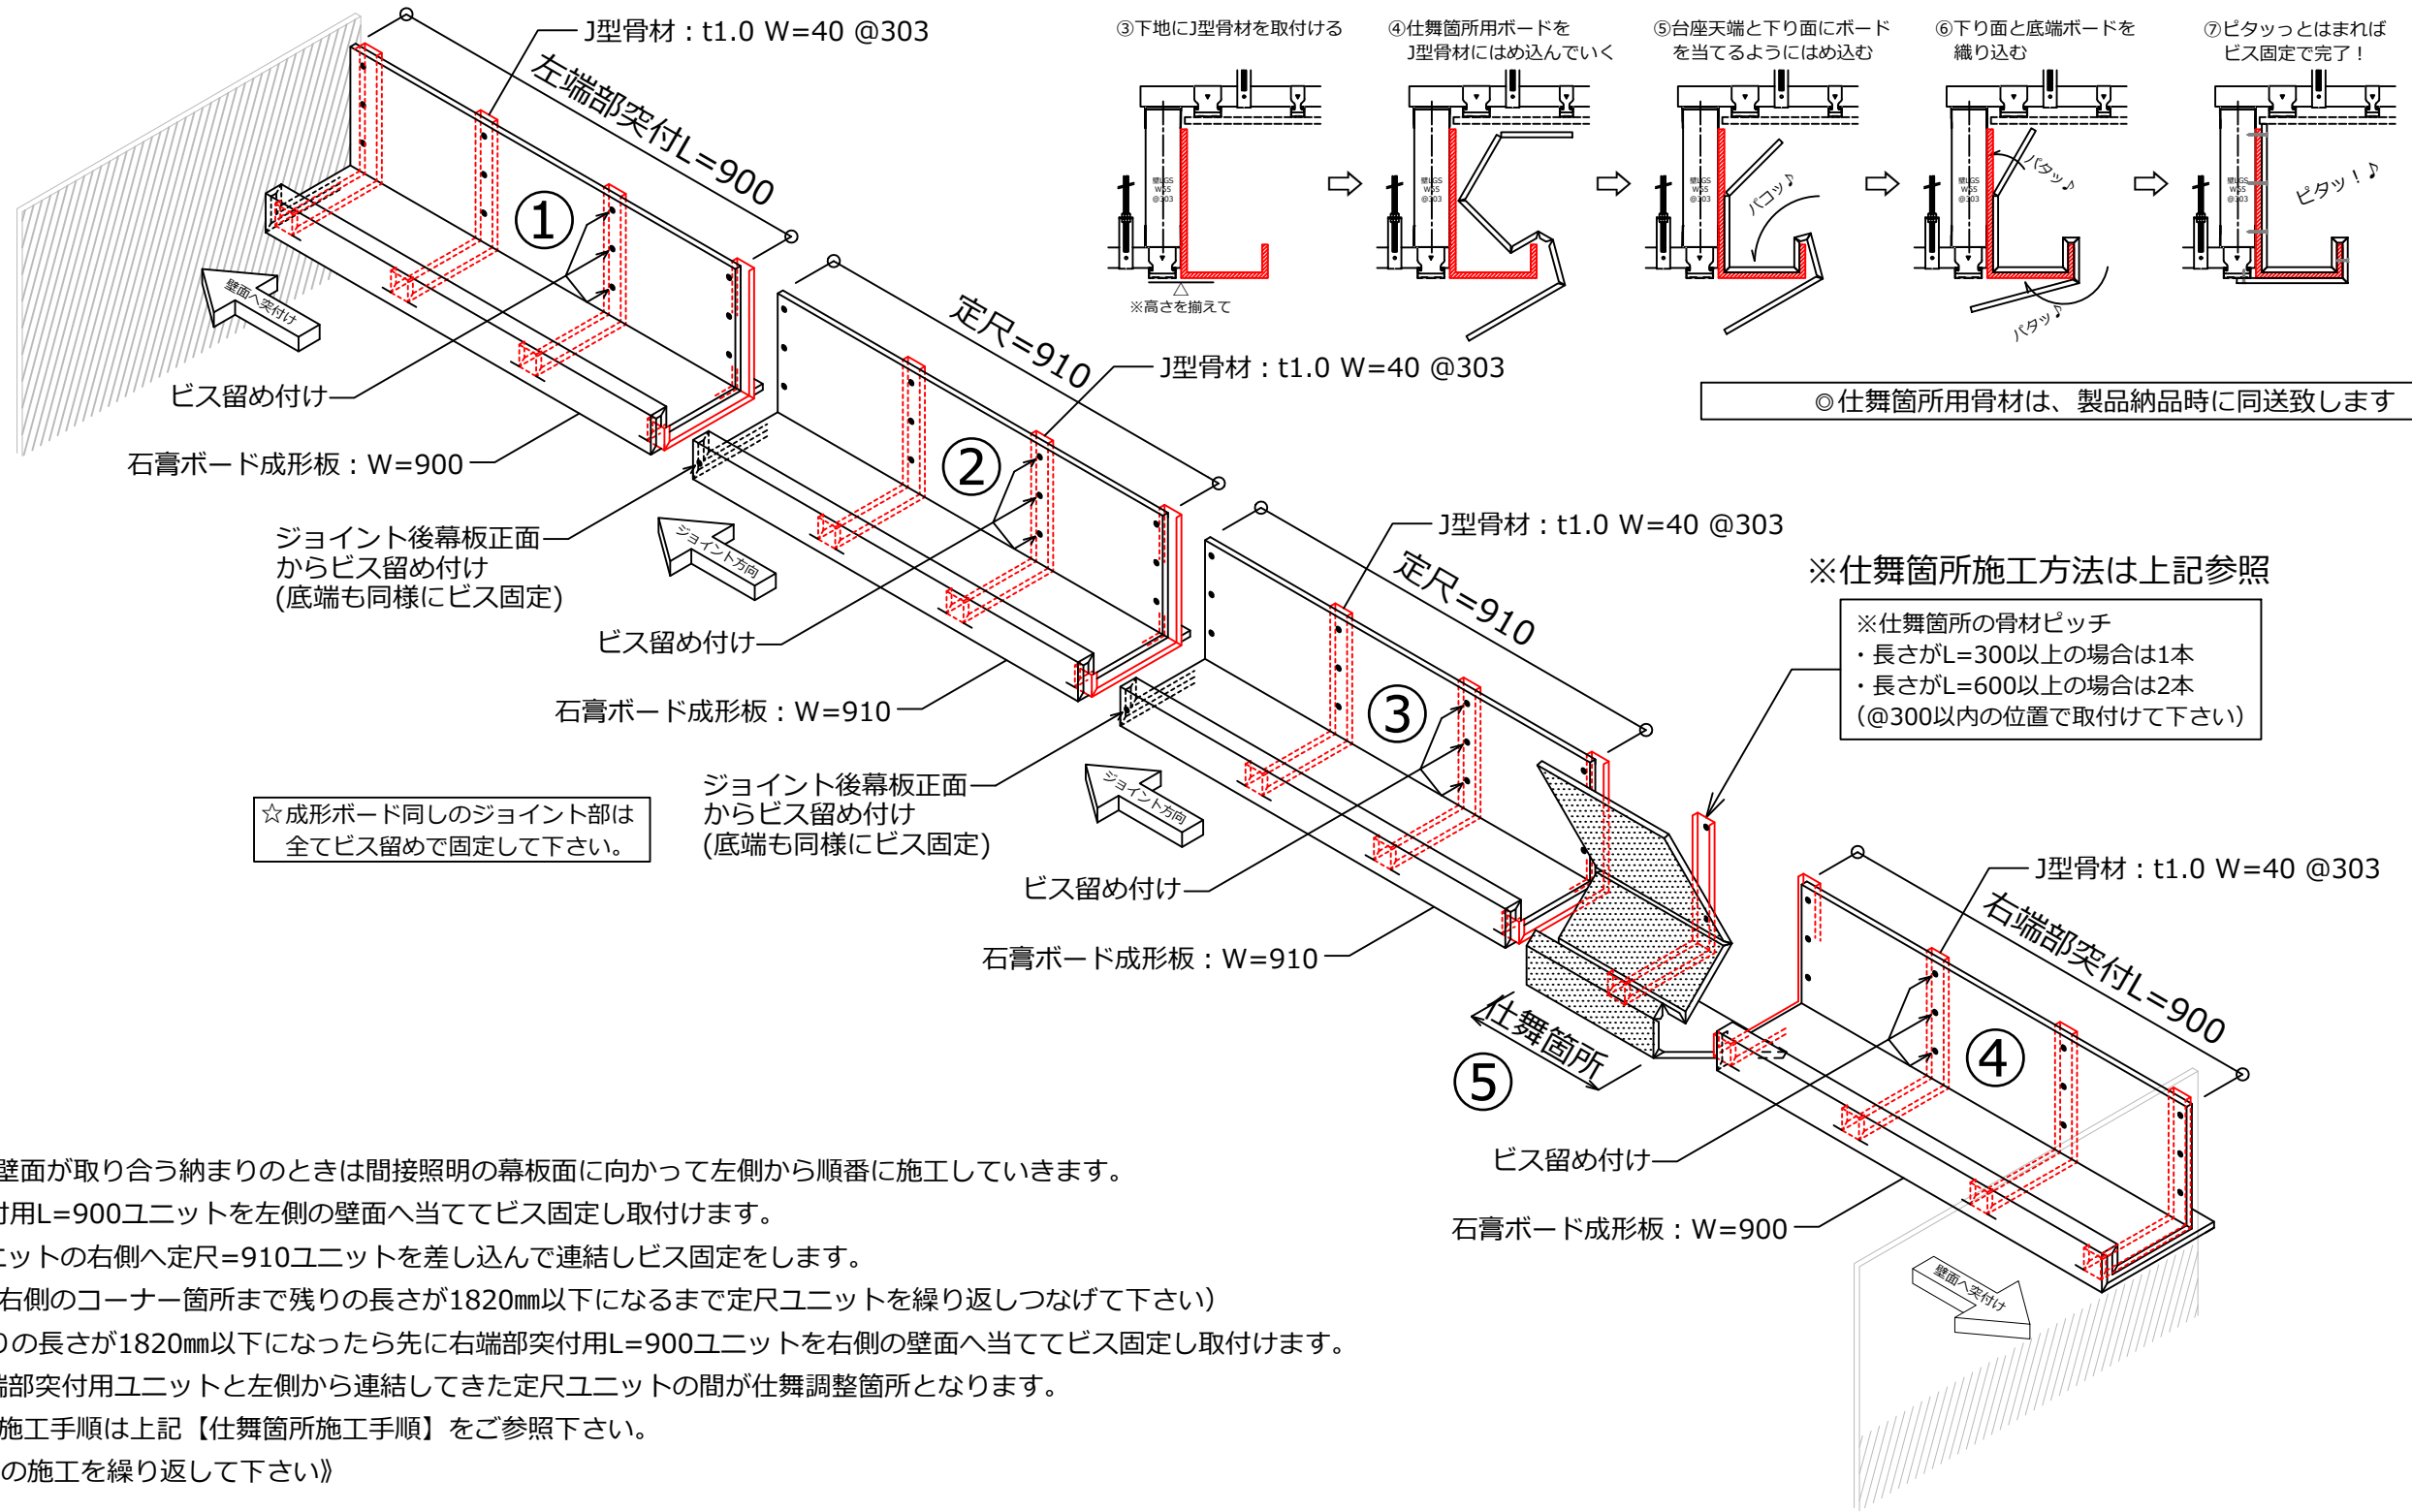 ③下地にJ型骨材を取付ける
④仕舞箇所用ボードを
J型骨材にはめ込んでいく
⑤台座天端と下り面にボード
を当てるようにはめ込む
⑥下り面と底端ボードを
織り込む
⑦ピタッっとはまれば
ビス固定で完了！
壁LGS
W65
@303
※高さを揃えて
壁LGS
W65
@303
壁LGS
W65
@303
パコッ♪
壁LGS
W65
@303
パタッ♪
パタッ♪
壁LGS
W65
@303
ピタッ！♪
◎仕舞箇所用骨材は、製品納品時に同送致します
J型骨材：t1.0 W=40 @303
左端部突付L=900
①
壁面へ突付け
ビス留め付け
石膏ボード成形板：W=900
J型骨材：t1.0 W=40 @303
定尺=910
②
ジョイント後幕板正面
からビス留め付け
(底端も同様にビス固定)
ジョイント方向
ビス留め付け
石膏ボード成形板：W=910
J型骨材：t1.0 W=40 @303
定尺=910
③
ジョイント後幕板正面
からビス留め付け
(底端も同様にビス固定)
ジョイント方向
ビス留め付け
石膏ボード成形板：W=910
☆成形ボード同しのジョイント部は
全てビス留めで固定して下さい。
※仕舞箇所施工方法は上記参照
※仕舞箇所の骨材ピッチ
・長さがL=300以上の場合は1本
・長さがL=600以上の場合は2本
（@300以内の位置で取付けて下さい）
仕舞箇所
⑤
J型骨材：t1.0 W=40 @303
右端部突付L=900
④
ビス留め付け
石膏ボード成形板：W=900
壁面へ突付け
壁面が取り合う納まりのときは間接照明の幕板面に向かって左側から順番に施工していきます。
付用L=900ユニットを左側の壁面へ当ててビス固定し取付けます。
ニットの右側へ定尺=910ユニットを差し込んで連結しビス固定をします。
右側のコーナー箇所まで残りの長さが1820㎜以下になるまで定尺ユニットを繰り返しつなげて下さい）
りの長さが1820㎜以下になったら先に右端部突付用L=900ユニットを右側の壁面へ当ててビス固定し取付けます。
端部突付用ユニットと左側から連結してきた定尺ユニットの間が仕舞調整箇所となります。
施工手順は上記【仕舞箇所施工手順】をご参照下さい。
の施工を繰り返して下さい》